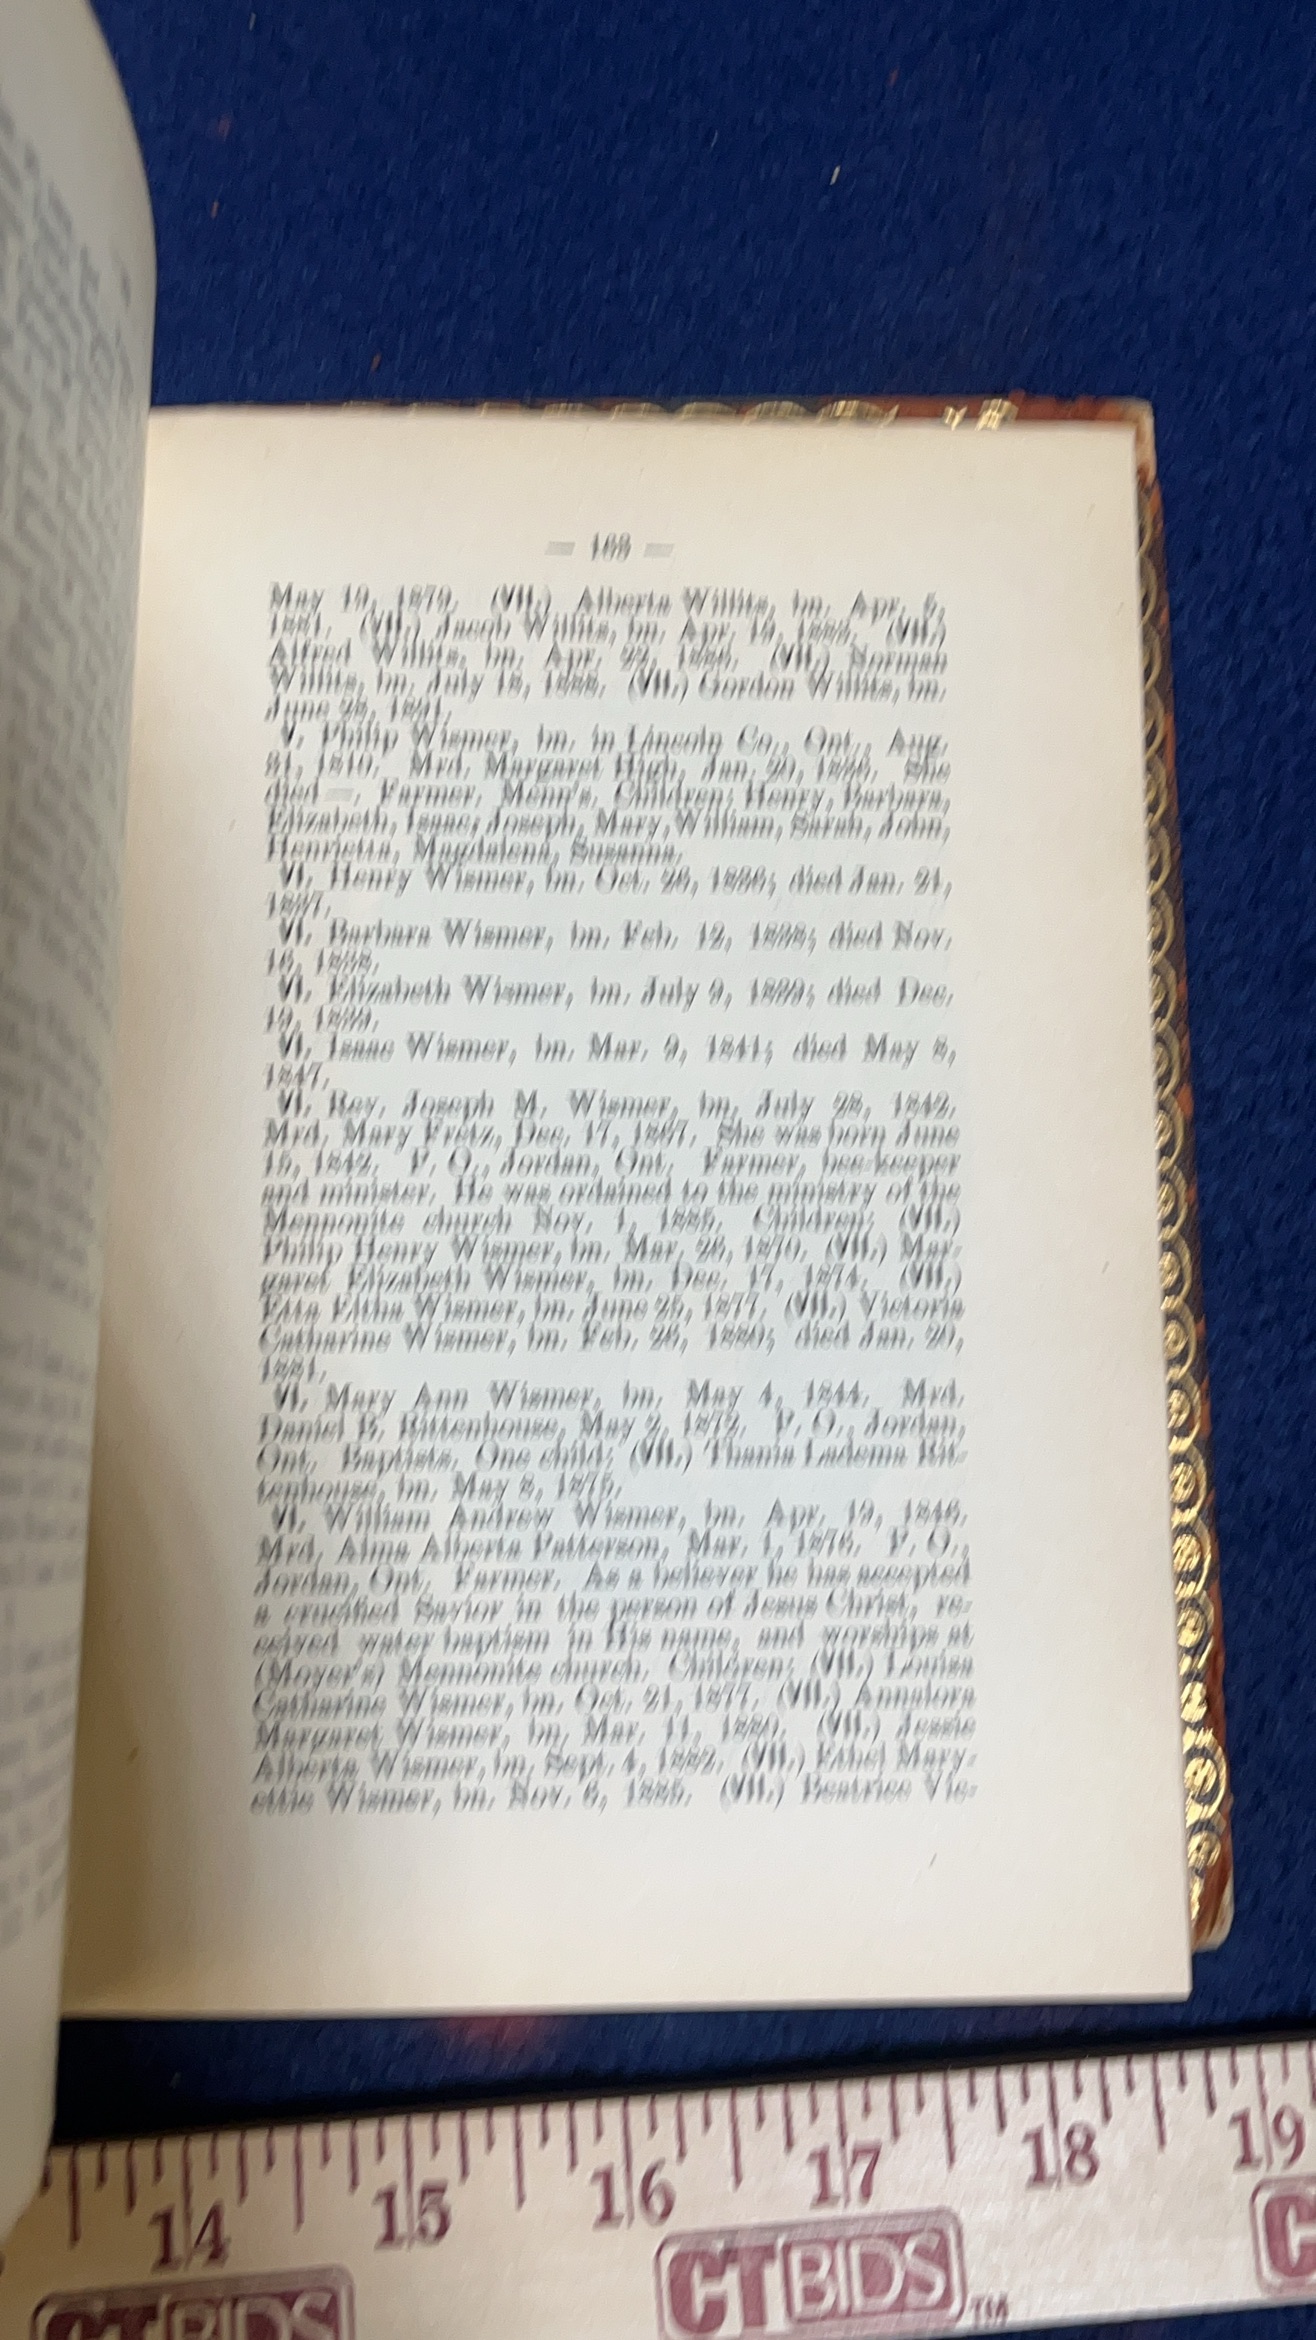 — 163 —
May 19, 1879. (VII.) Alberta Willits, bn. Apr. 5,
1881. (VII.) Jacob Willits, bn. Apr. 19, (VII.)
Alfred Willits, bn. Apr. 22, 1886. (VII.) Norman
Willits, bn. July 18, 1888. (VII.) Gordon Willits, bn.
June 1891.
V. Philip Wismer, bn. in Lincoln Co., Ont., Aug.
31, 1810. Mrd. Margaret High, Jan. 20, 1836. She
died —. Farmer. Menn's. Children: Henry, Barbara,
Elizabeth, Isaac, Joseph, Mary, William, Sarah, John,
Henrietta, Magdalena, Susanna.
VI. Henry Wismer, bn. Oct. 26, 1836; died Jan. 21,
1837.
VI. Barbara Wismer, bn. Feb. 12, 1838; died Nov.
16, 1838.
VI. Elizabeth Wismer, bn. July 9, 1839; died Dec.
19, 1839.
VI. Isaac Wismer, bn. Mar. 9, 1841; died May 8,
1847.
VI. Rev. Joseph M. Wismer, bn. July 28, 1842.
Mrd. Mary Fretz, Dec. 17, 1867. She was born June
15, 1842. P. O., Jordan, Ont. Farmer, bee-keeper
and minister. He was ordained to the ministry of the
Mennonite church Nov. 1, 1885. Children: (VII.)
Philip Henry Wismer, bn. Mar. 26, 1870. (VII.) Mar-
garet Elizabeth Wismer, bn. Dec. 17, 1874. (VII.)
Etta Eltha Wismer, bn. June 25, 1877. (VII.) Victoria
Catharine Wismer, bn. Feb. 26, 1880; died Jan. 20,
1881.
VI. Mary Ann Wismer, bn. May 4, 1844. Mrd.
Daniel B. Rittenhouse, May 2, 1872. P. O., Jordan,
Ont. Baptists. One child: (VII.) Thania Ladema Rit-
tenhouse, bn. May 8, 1875.
VI. William Andrew Wismer, bn. Apr. 19, 1846.
Mrd. Alma Alberta Patterson, Mar. 1, 1876. P. O.,
Jordan, Ont. Farmer. As a believer he has accepted
a crucified Savior in the person of Jesus Christ, re-
ceived water baptism in His name, and worships at
(Moyer's) Mennonite church. Children: (VII.) Louisa
Catharine Wismer, bn. Oct. 21, 1877. (VII.) Annalora
Margaret Wismer, bn. Mar. 11, 1880. (VII.) Jessie
Alberta Wismer, bn. Sept. 4, 1882. (VII.) Ethel Mary-
ettie Wismer, bn. Nov. 6, 1885. (VII.) Beatrice Vic-
14 15 16 17 18 19
CTBIDS CTBIDS™ C